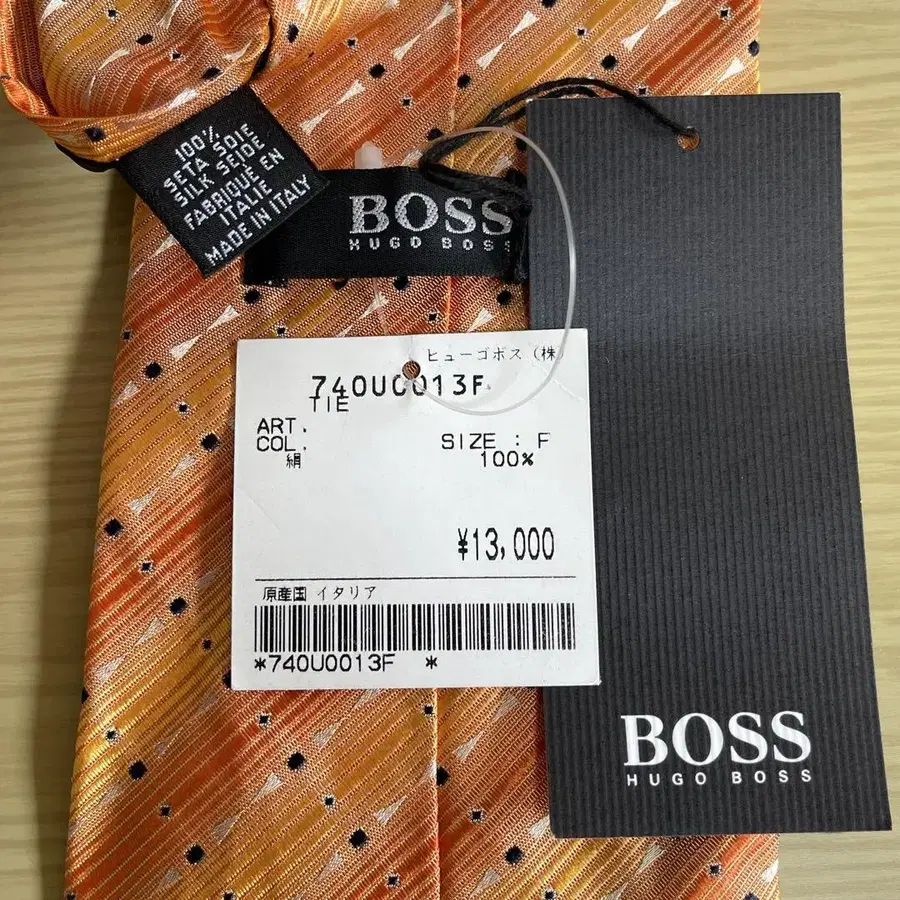 100%
SETA SOIE
SILK SEIDE
FABRIQUÉ EN
ITALIE
MADE IN ITALY
BOSS
HUGO BOSS
ヒューゴボス(株)
740U0013F
TIE
ART.
COL. SIZE : F
絹 100%
¥13,000
原産国 イタリア
*740U0013F *
BOSS
HUGO BOSS